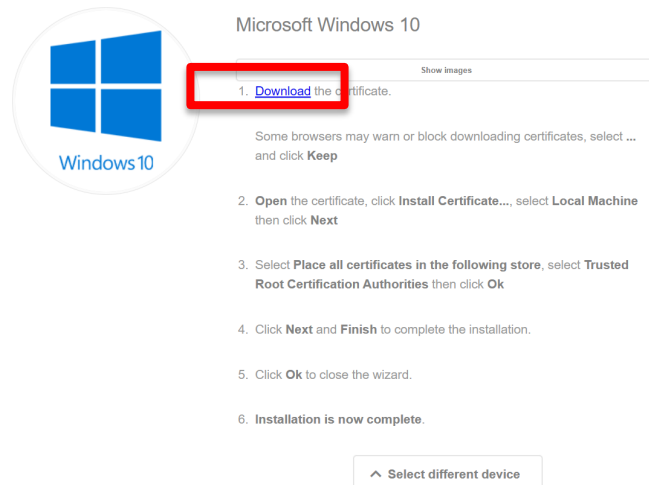 Microsoft Windows 10
Show images
1. Download the certificate.
Some browsers may warn or block downloading certificates, select ...
and click Keep
Windows 10
2. Open the certificate, click Install Certificate..., select Local Machine
then click Next
3. Select Place all certificates in the following store, select Trusted
Root Certification Authorities then click Ok
4. Click Next and Finish to complete the installation.
5. Click Ok to close the wizard.
6. Installation is now complete.
Select different device